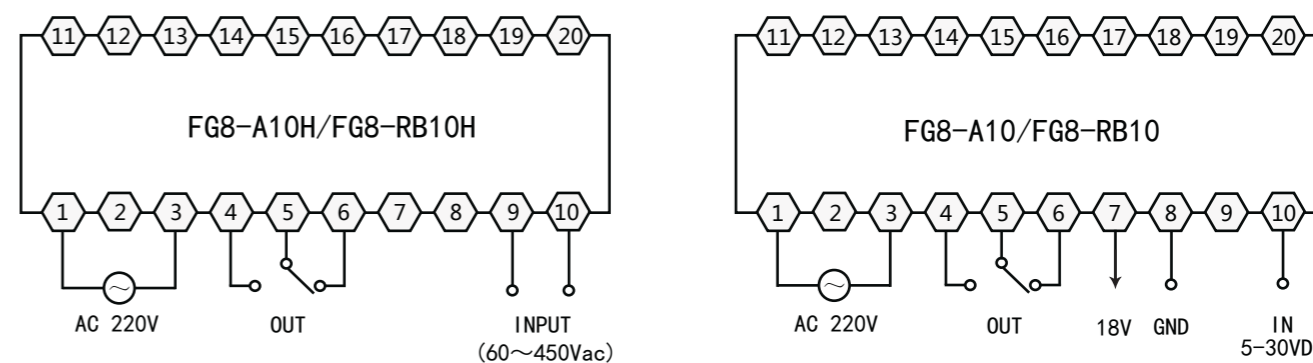 11 12 13 14 15 16 17 18 19 20
FG8-A10H/FG8-RB10H
1 2 3 4 5 6 7 8 9 10
AC 220V OUT INPUT
(60～450Vac)
11 12 13 14 15 16 17 18 19 20
FG8-A10/FG8-RB10
1 2 3 4 5 6 7 8 9 10
AC 220V OUT 18V GND IN
5-30VD